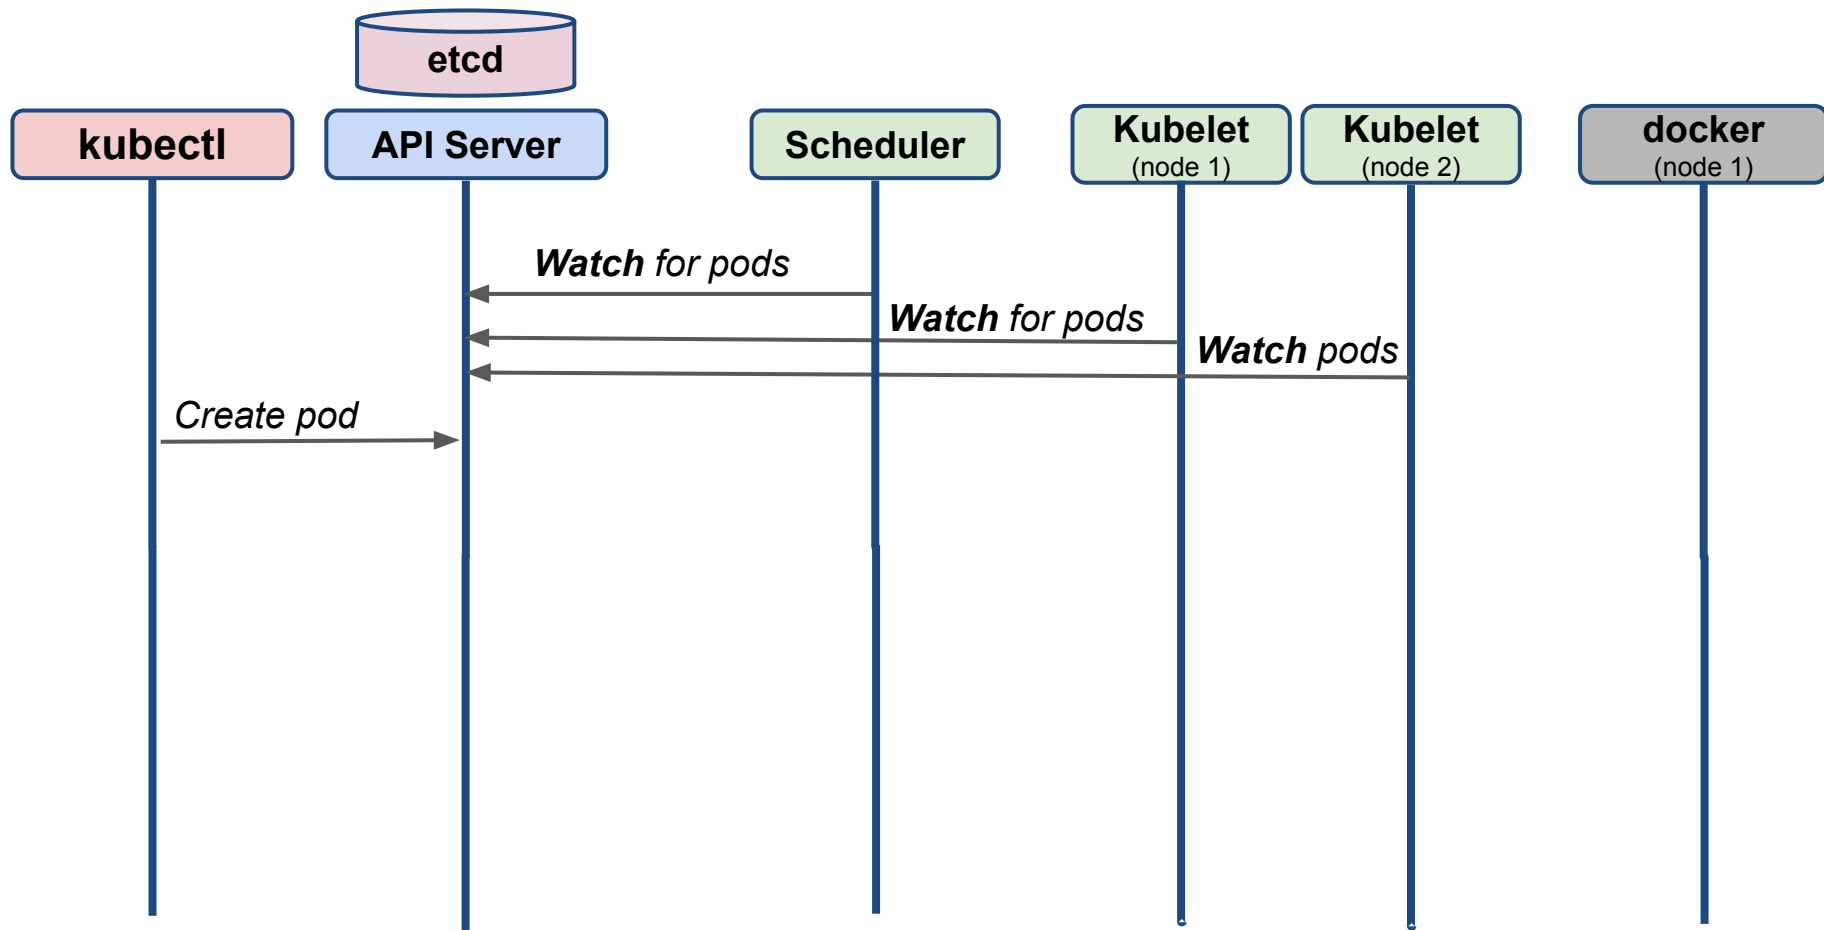 etcd
kubectl
API Server
Scheduler
Kubelet
(node 1)
Kubelet
(node 2)
docker
(node 1)
Watch for pods
Watch for pods
Watch pods
Create pod